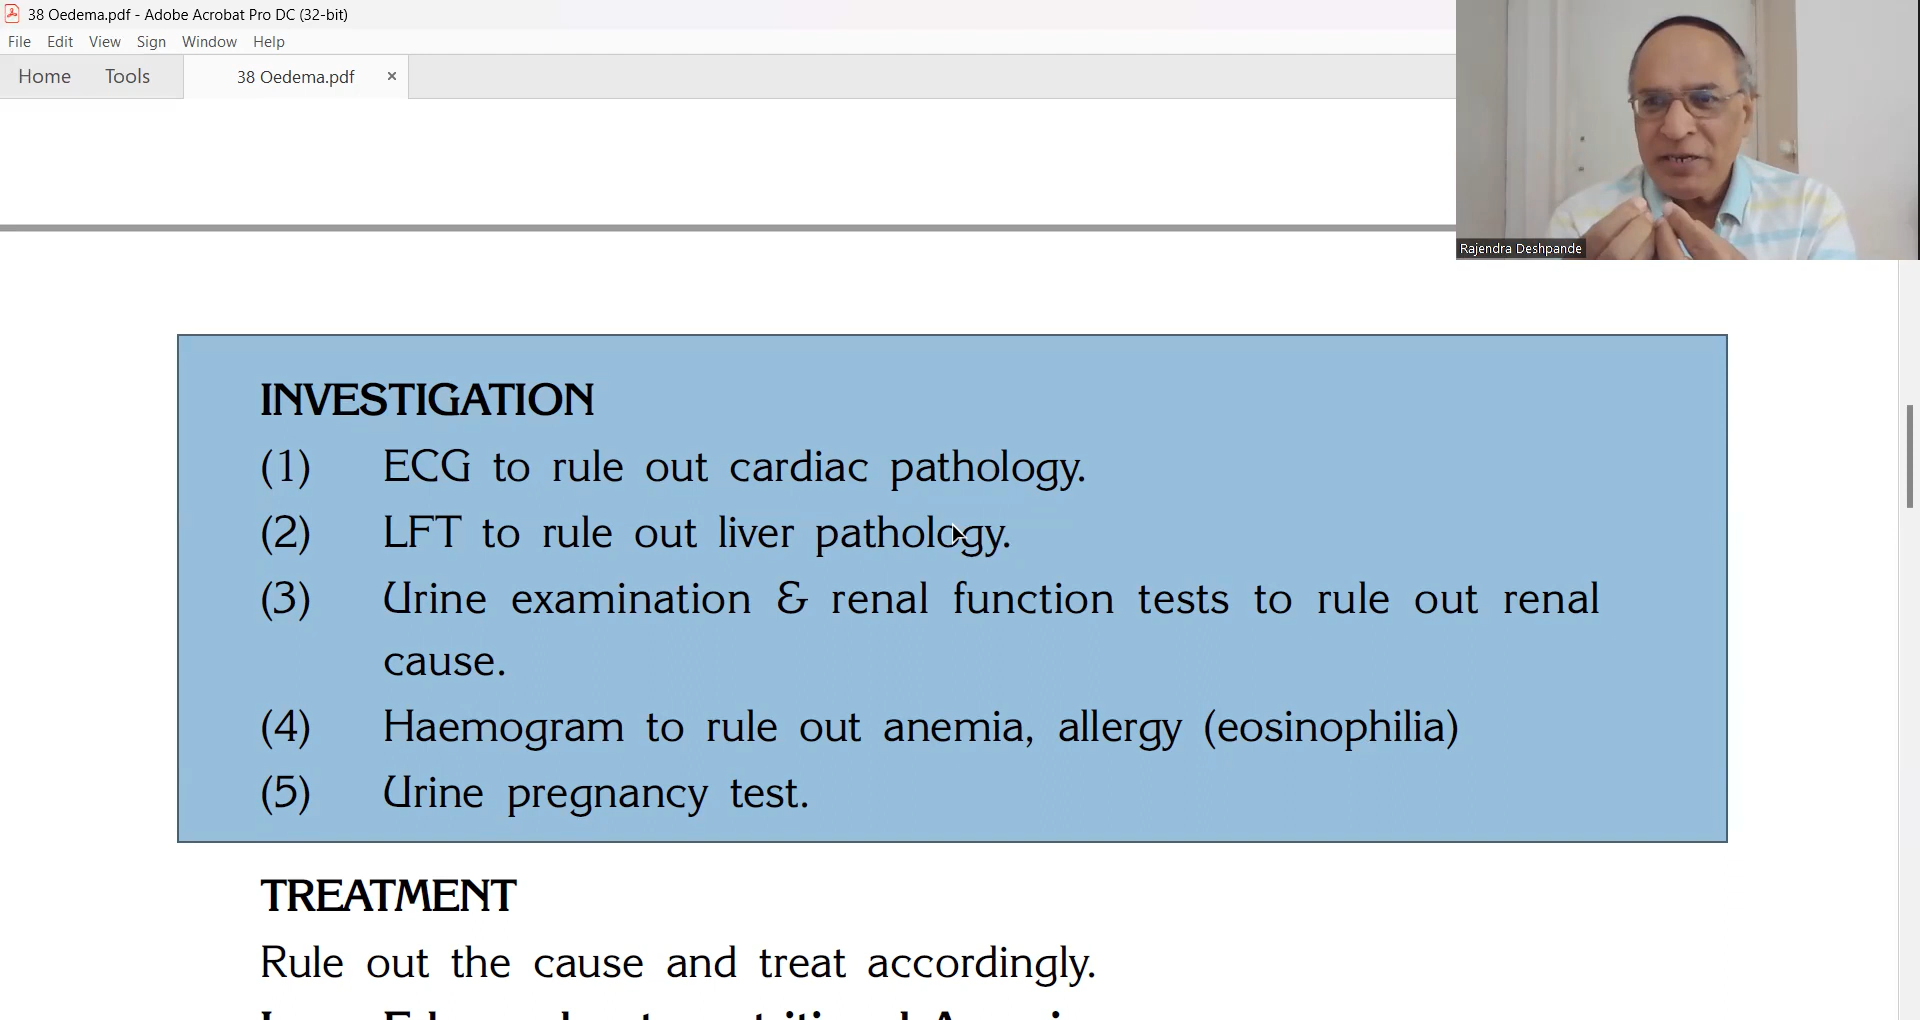 38 Oedema.pdf - Adobe Acrobat Pro DC (32-bit)
File Edit View Sign Window Help
Home Tools 38 Oedema.pdf ×
Rajendra Deshpande
INVESTIGATION
(1) ECG to rule out cardiac pathology.
(2) LFT to rule out liver pathology.
(3) Urine examination & renal function tests to rule out renal
cause.
(4) Haemogram to rule out anemia, allergy (eosinophilia)
(5) Urine pregnancy test.
TREATMENT
Rule out the cause and treat accordingly.